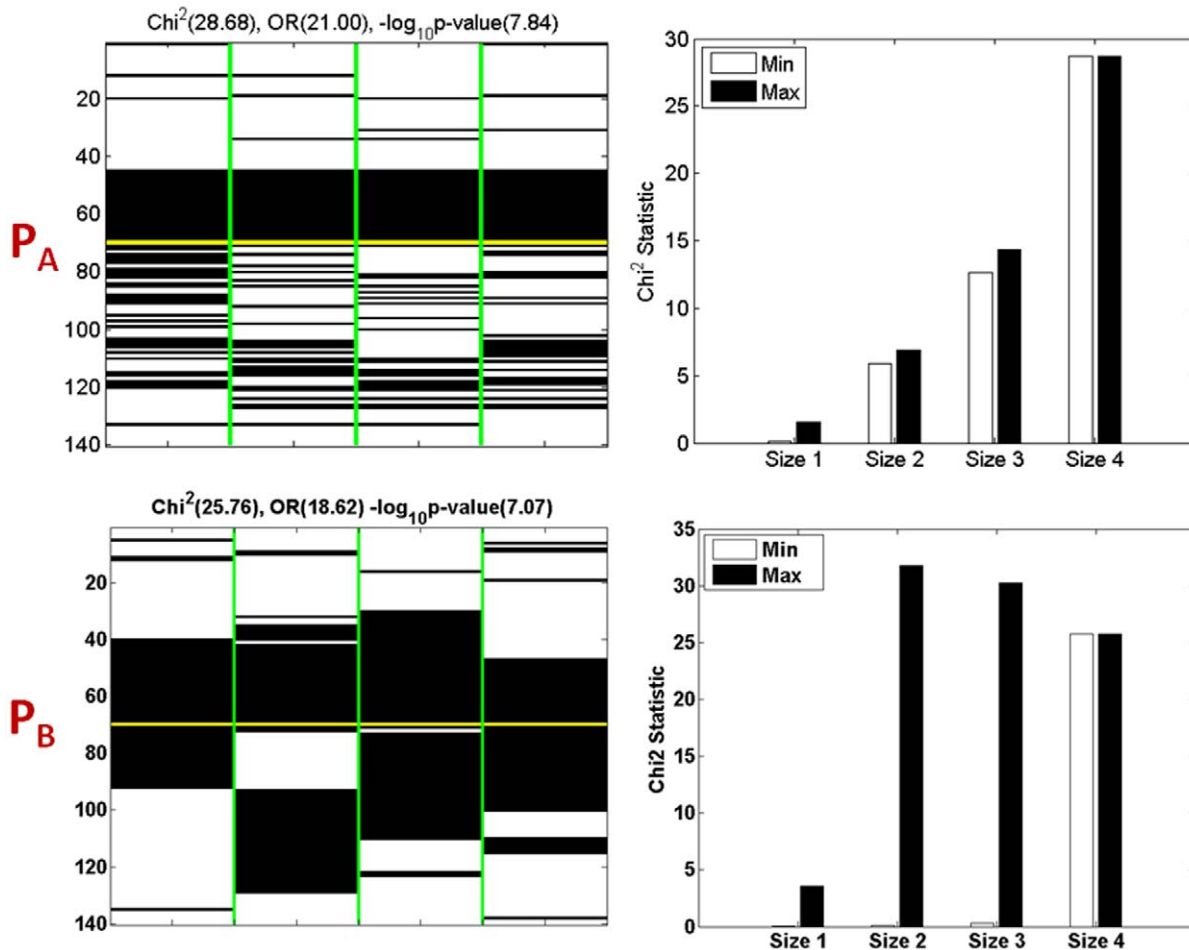 Chi²(28.68), OR(21.00), -log₁₀p-value(7.84)
P_A
20
40
60
80
100
120
140
Chi² Statistic
30
25
20
15
10
5
0
Min
Max
Size 1 Size 2 Size 3 Size 4
Chi²(25.76), OR(18.62) -log₁₀p-value(7.07)
P_B
20
40
60
80
100
120
140
Chi2 Statistic
35
30
25
20
15
10
5
0
Min
Max
Size 1 Size 2 Size 3 Size 4